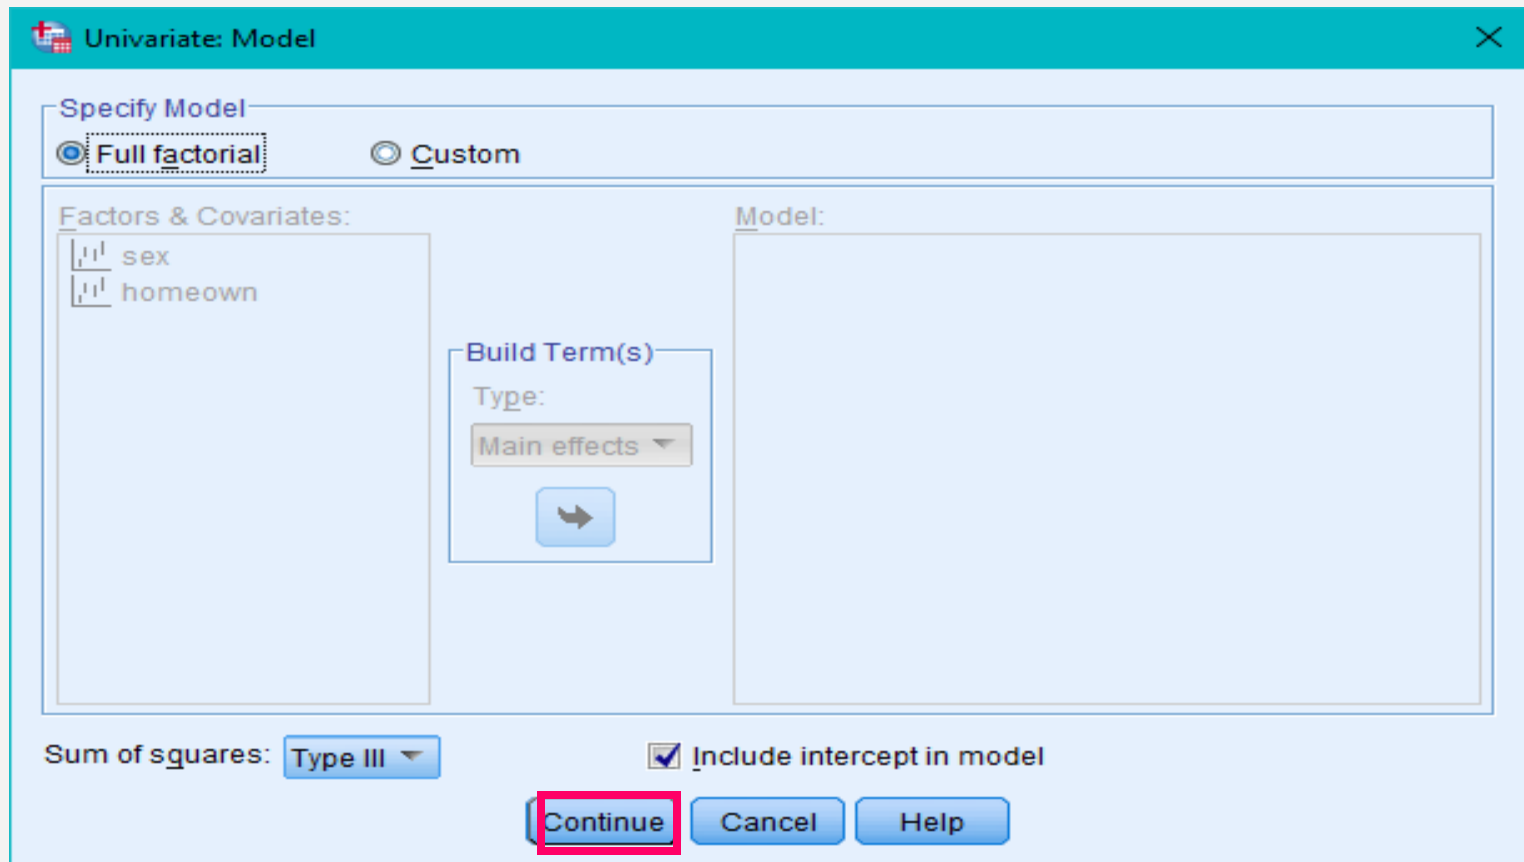 Univariate: Model
Specify Model
Full factorial
Custom
Factors & Covariates:
Model:
sex
homeown
Build Term(s)
Type:
Main effects
Sum of squares: Type III
Include intercept in model
Continue Cancel Help